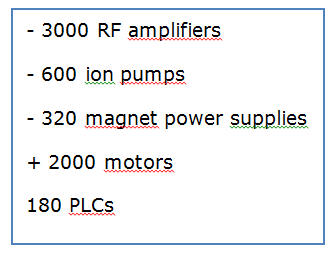 - 3000 RF amplifiers
- 600 ion pumps
- 320 magnet power supplies
+ 2000 motors
180 PLCs